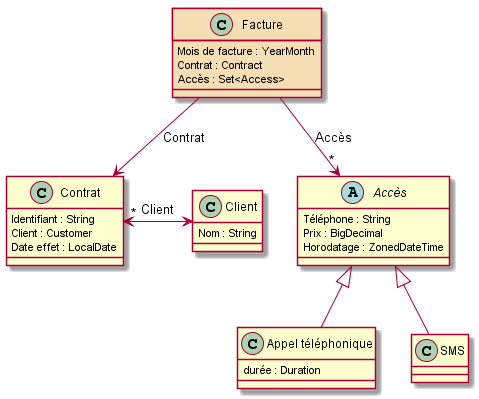 C Facture
Mois de facture : YearMonth
Contrat : Contract
Accès : Set<Access>
Contrat
Accès
*
C Contrat
Identifiant : String
Client : Customer
Date effet : LocalDate
* Client
C Client
Nom : String
A Accès
Téléphone : String
Prix : BigDecimal
Horodatage : ZonedDateTime
C Appel téléphonique
durée : Duration
C SMS